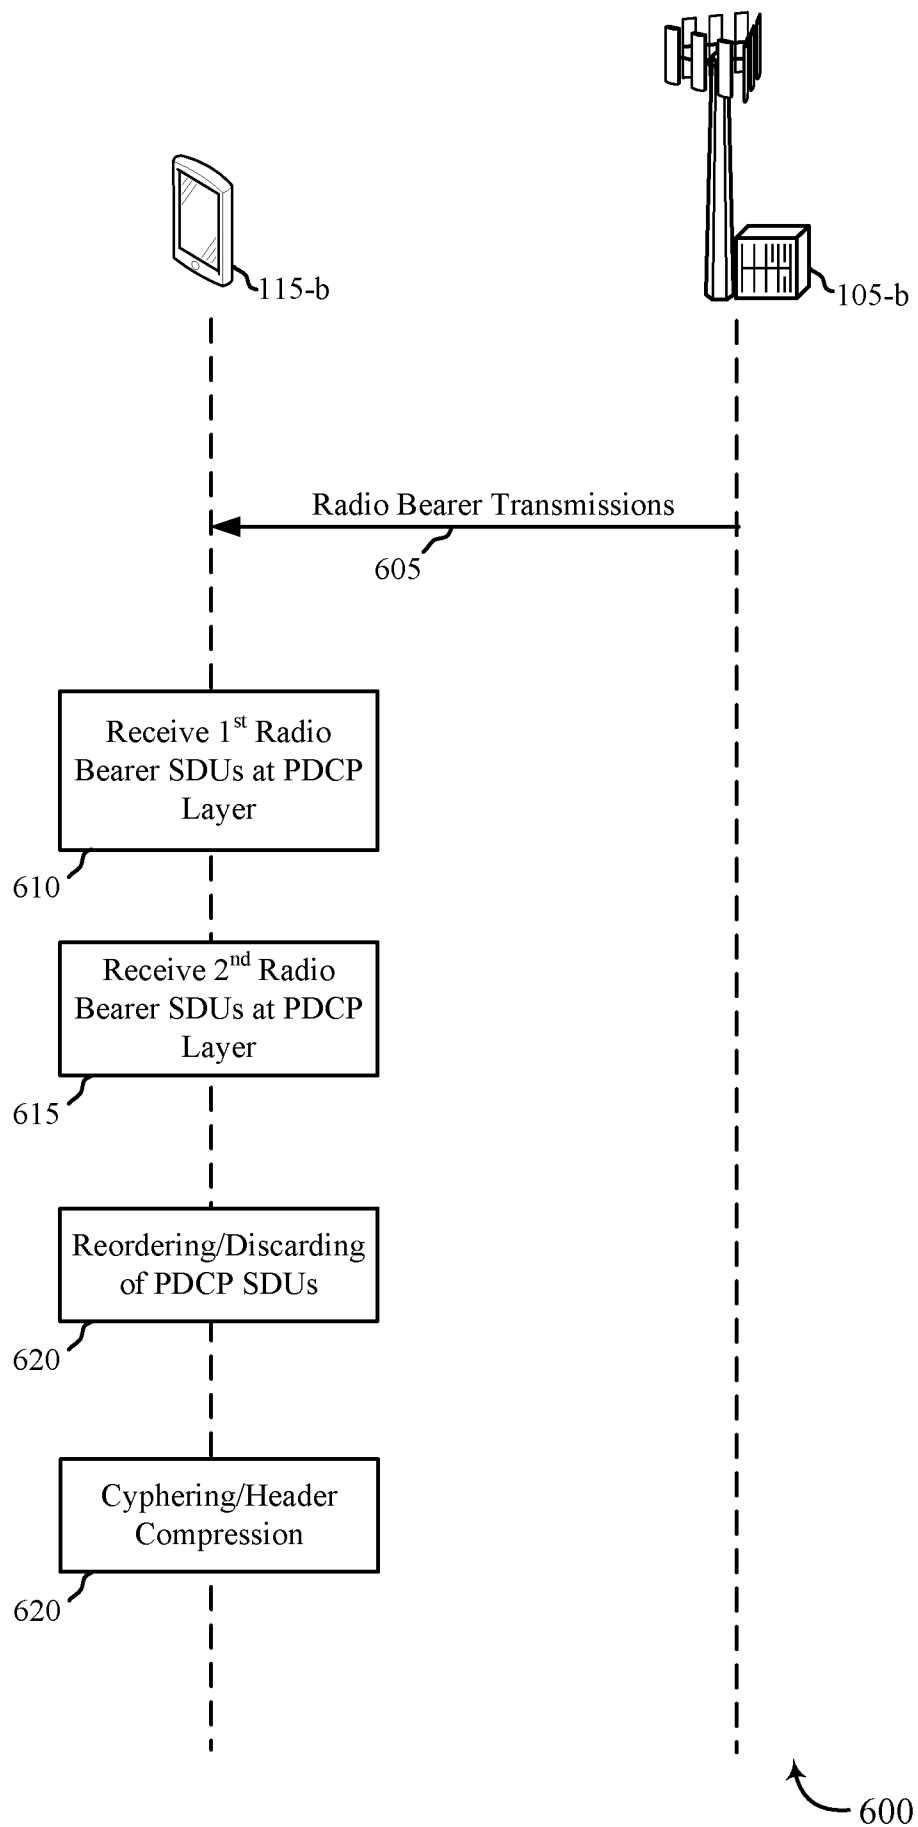 115-b
105-b
Radio Bearer Transmissions
605
Receive 1st Radio
Bearer SDUs at PDCP
Layer
610
Receive 2nd Radio
Bearer SDUs at PDCP
Layer
615
Reordering/Discarding
of PDCP SDUs
620
Cyphering/Header
Compression
620
600